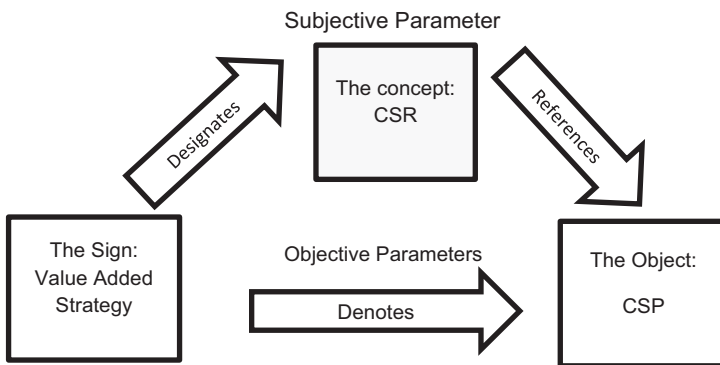 Subjective Parameter
The concept:
CSR
Designates
References
The Sign:
Value Added
Strategy
Objective Parameters
Denotes
The Object:
CSP